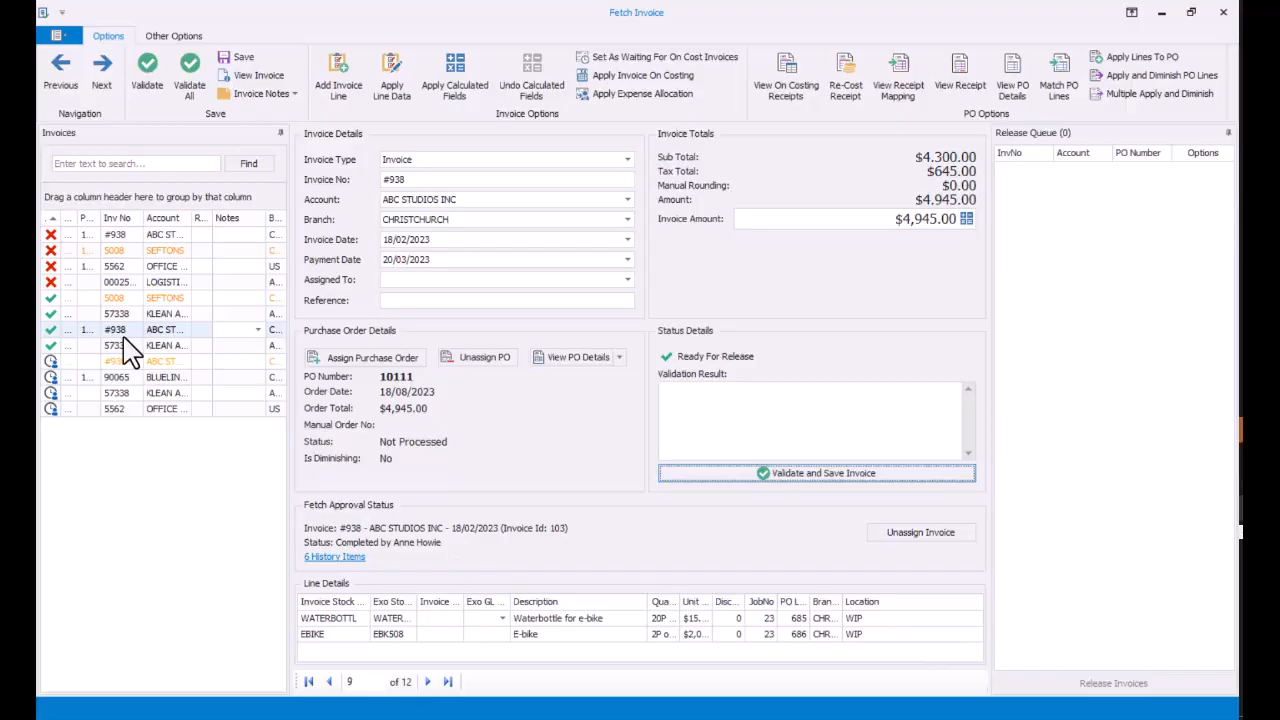 Fetch Invoice
Options Other Options
Previous Next
Navigation
Validate Validate All Save View Invoice Invoice Notes
Save
Add Invoice Line Apply Line Data Apply Calculated Fields Undo Calculated Fields Set As Waiting For On Cost Invoices Apply Invoice On Costing Apply Expense Allocation
Invoice Options
View On Costing Receipts Re-Cost Receipt View Receipt Mapping View Receipt View PO Details Match PO Lines Apply Lines To PO Apply and Diminish PO Lines Multiple Apply and Diminish
PO Options
Invoices
Enter text to search... Find
Drag a column header here to group by that column
. ... P... Inv No Account R... Notes B...
... 1... #938 ABC ST... C...
... 1... 5008 SEFTONS C...
... 1... 5562 OFFICE ... US
... 00025... LOGISTI... A...
... 5008 SEFTONS C...
... 57338 KLEAN A... A...
... 1... #938 ABC ST... C...
... KLEAN A... A...
... ABC ST... C...
... 1... 90065 BLUELIN... C...
... 57338 KLEAN A... A...
... 5562 OFFICE ... US
Invoice Details
Invoice Type Invoice
Invoice No: #938
Account: ABC STUDIOS INC
Branch: CHRISTCHURCH
Invoice Date: 18/02/2023
Payment Date 20/03/2023
Assigned To:
Reference:
Invoice Totals
Sub Total: $4,300.00
Tax Total: $645.00
Manual Rounding: $0.00
Amount: $4,945.00
Invoice Amount: $4,945.00
Purchase Order Details
Assign Purchase Order Unassign PO View PO Details
PO Number: 10111
Order Date: 18/08/2023
Order Total: $4,945.00
Manual Order No:
Status: Not Processed
Is Diminishing: No
Status Details
Ready For Release
Validation Result:
Validate and Save Invoice
Fetch Approval Status
Invoice: #938 - ABC STUDIOS INC - 18/02/2023 (Invoice Id: 103)
Status: Completed by Anne Howie
6 History Items
Unassign Invoice
Line Details
Invoice Stock ... Exo Sto... Invoice ... Exo GL ... Description Qua... Unit ... Disc... JobNo PO L... Bran... Location
WATERBOTTL WATER... Waterbottle for e-bike 20P $15.... 0 23 685 CHR... WIP
EBIKE EBK508 E-bike 2P o... $2,0... 0 23 686 CHR... WIP
9 of 12
Release Queue (0)
InvNo Account PO Number Options
Release Invoices